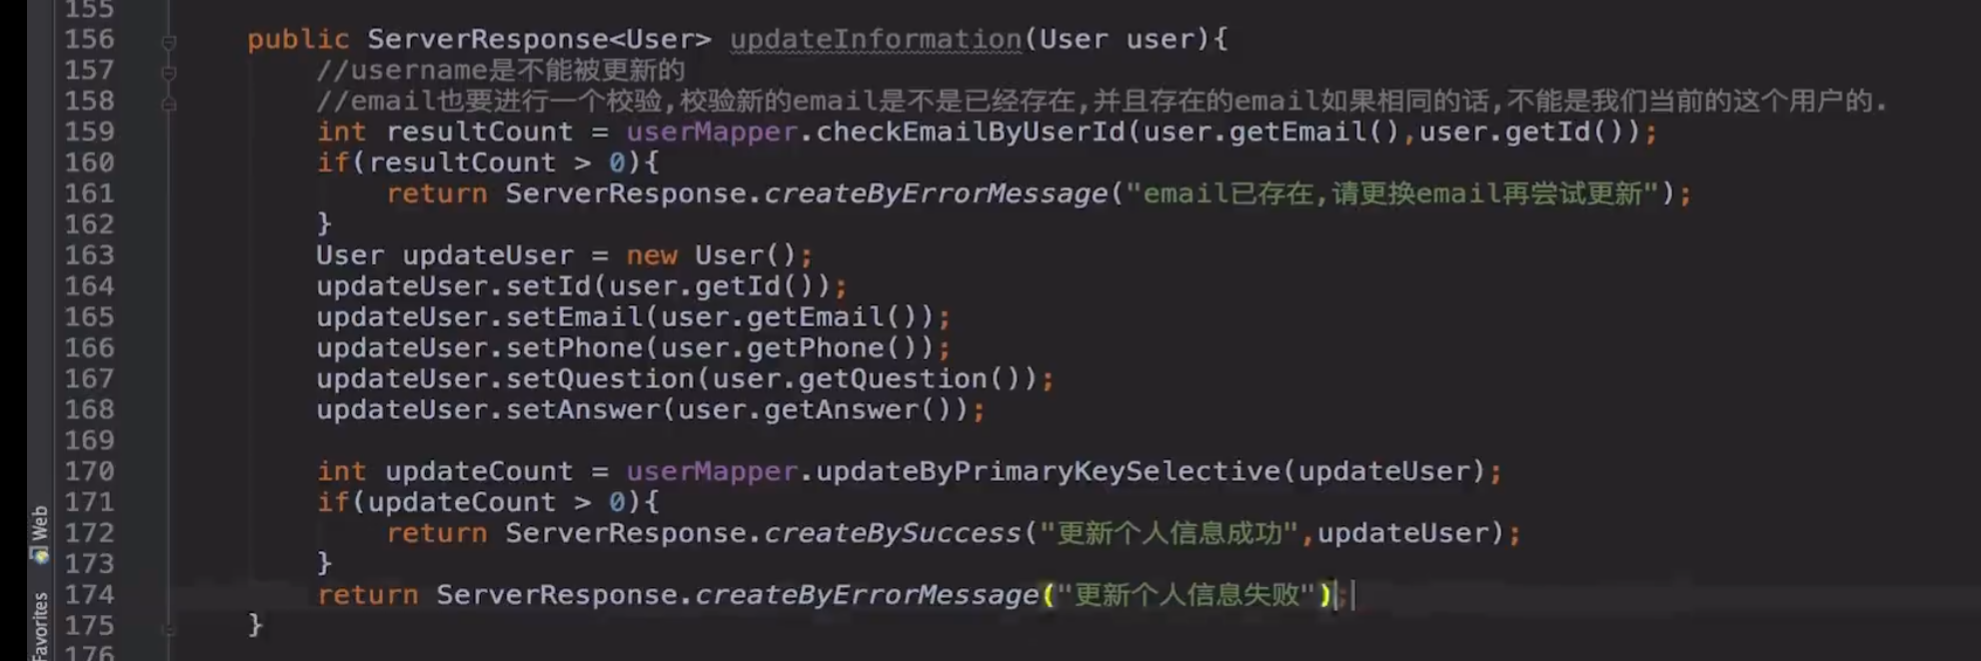 155
156 public ServerResponse<User> updateInformation(User user){
157 //username是不能被更新的
158 //email也要进行一个校验,校验新的email是不是已经存在,并且存在的email如果相同的话,不能是我们当前的这个用户的.
159 int resultCount = userMapper.checkEmailByUserId(user.getEmail(),user.getId());
160 if(resultCount > 0){
161 return ServerResponse.createByErrorMessage("email已存在,请更换email再尝试更新");
162 }
163 User updateUser = new User();
164 updateUser.setId(user.getId());
165 updateUser.setEmail(user.getEmail());
166 updateUser.setPhone(user.getPhone());
167 updateUser.setQuestion(user.getQuestion());
168 updateUser.setAnswer(user.getAnswer());
169
170 int updateCount = userMapper.updateByPrimaryKeySelective(updateUser);
171 if(updateCount > 0){
172 return ServerResponse.createBySuccess("更新个人信息成功",updateUser);
173 }
174 return ServerResponse.createByErrorMessage("更新个人信息失败");
175 }
176
Web
Favorites